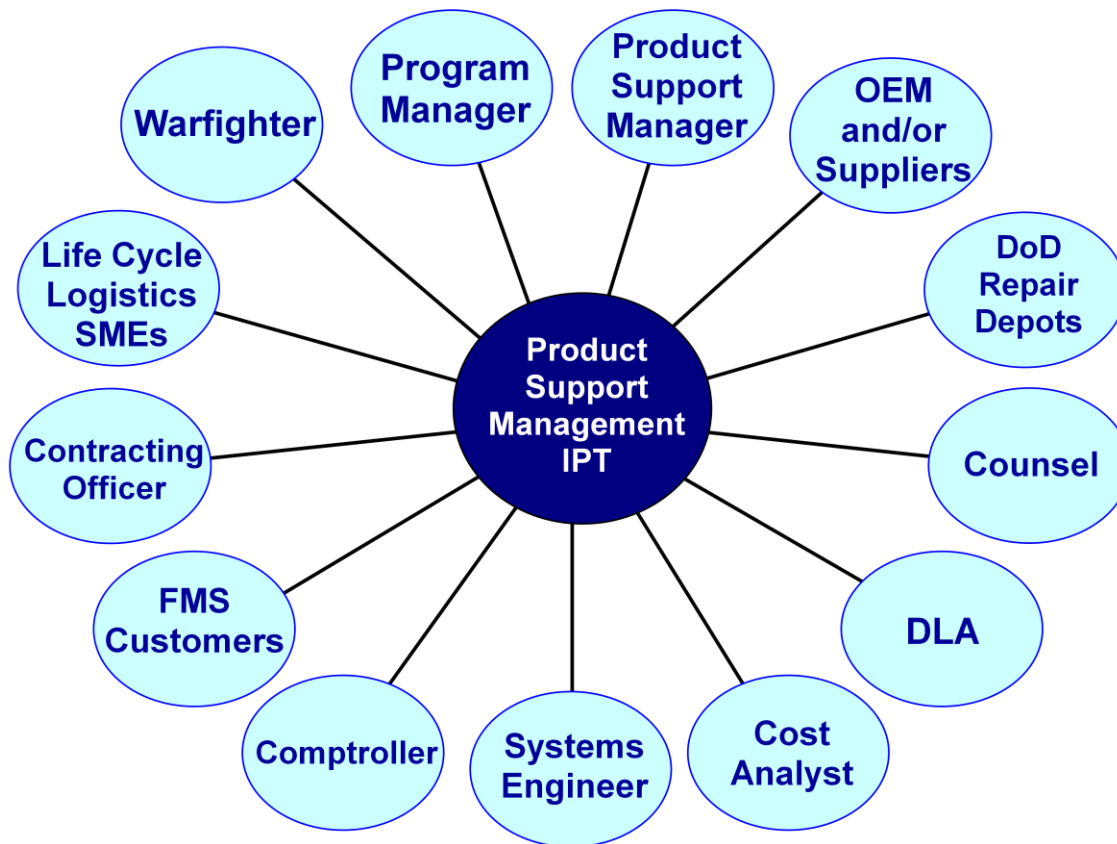 Warfighter
Program
Manager
Product
Support
Manager
OEM
and/or
Suppliers
DoD
Repair
Depots
Counsel
DLA
Cost
Analyst
Systems
Engineer
Comptroller
FMS
Customers
Contracting
Officer
Life Cycle
Logistics
SMEs
Product
Support
Management
IPT